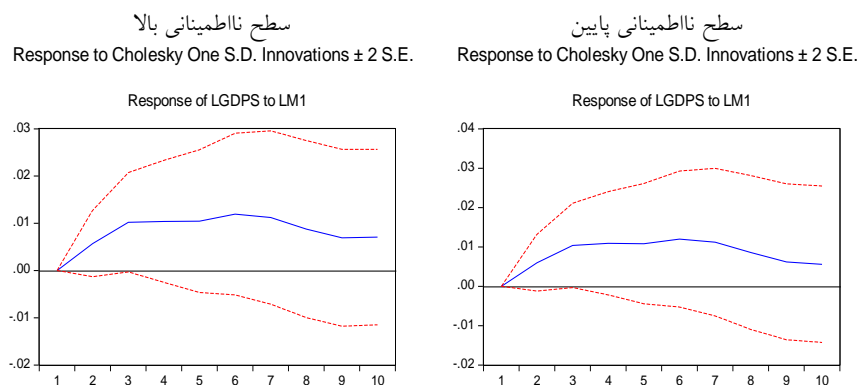 سطح نااطمینانی بالا
Response to Cholesky One S.D. Innovations ± 2 S.E.
Response of LGDPS to LM1
.03
.02
.01
.00
-.01
-.02
1 2 3 4 5 6 7 8 9 10
سطح نااطمینانی پایین
Response to Cholesky One S.D. Innovations ± 2 S.E.
Response of LGDPS to LM1
.04
.03
.02
.01
.00
-.01
-.02
1 2 3 4 5 6 7 8 9 10